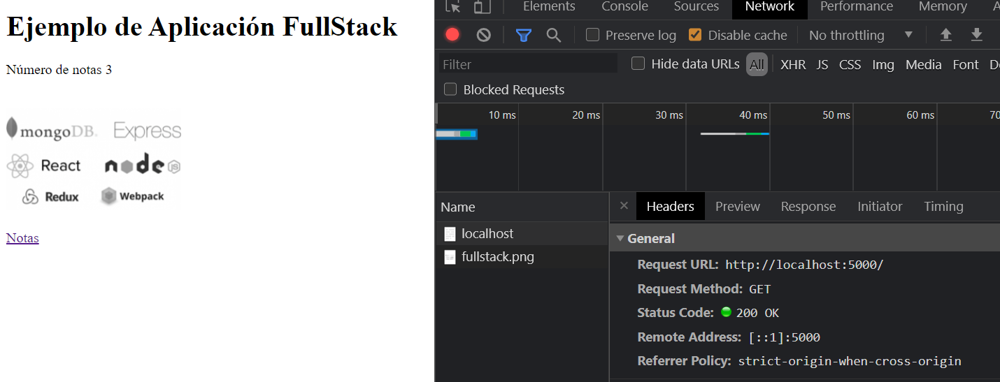 Ejemplo de Aplicación FullStack
Número de notas 3
mongoDB. Express
React node JS
Redux Webpack
Notas
Elements Console Sources Network Performance Memory A
Preserve log Disable cache No throttling
Filter Hide data URLs All XHR JS CSS Img Media Font Do
Blocked Requests
10 ms 20 ms 30 ms 40 ms 50 ms 60 ms 70
Name
localhost
fullstack.png
Headers Preview Response Initiator Timing
General
Request URL: http://localhost:5000/
Request Method: GET
Status Code: 200 OK
Remote Address: [::1]:5000
Referrer Policy: strict-origin-when-cross-origin